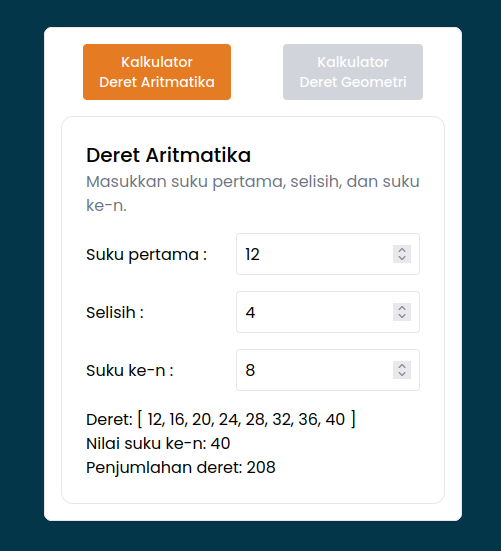 Kalkulator
Deret Aritmatika
Kalkulator
Deret Geometri
Deret Aritmatika
Masukkan suku pertama, selisih, dan suku
ke-n.
Suku pertama : 12
Selisih : 4
Suku ke-n : 8
Deret: [ 12, 16, 20, 24, 28, 32, 36, 40 ]
Nilai suku ke-n: 40
Penjumlahan deret: 208